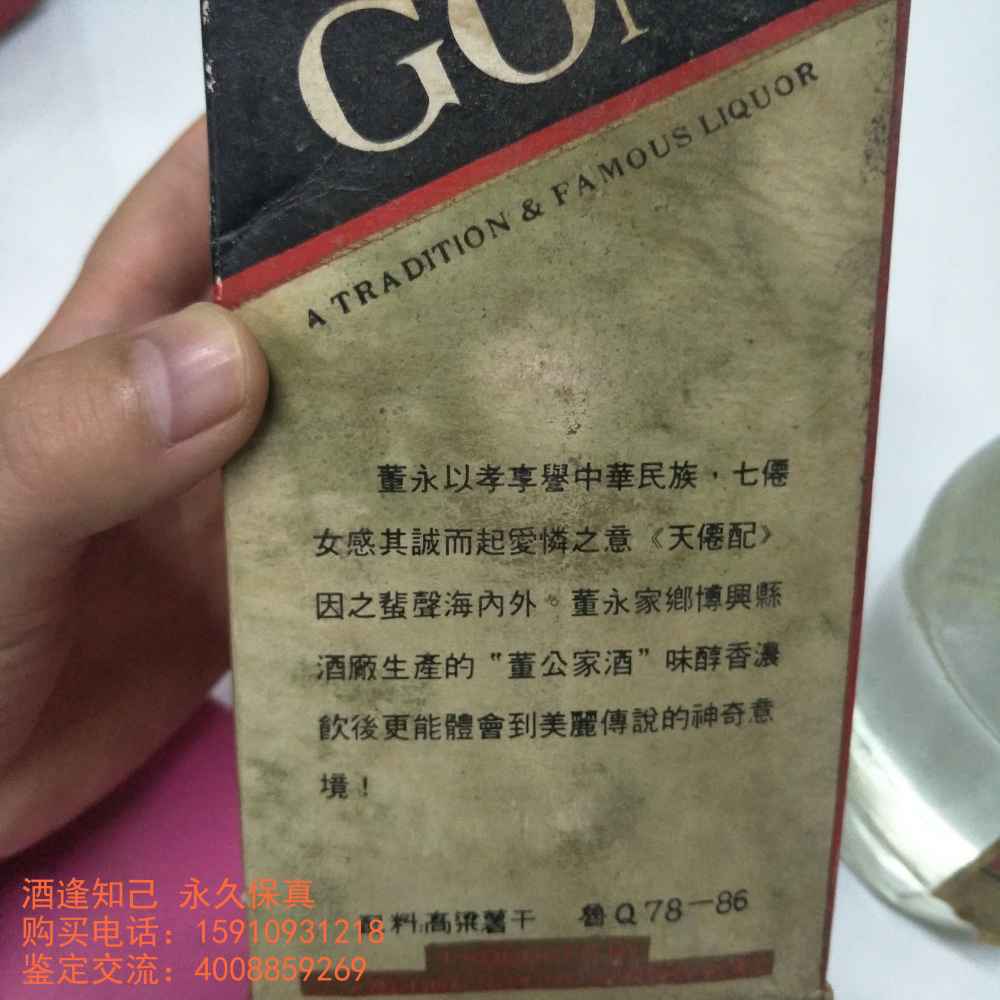 GO
A TRADITION & FAMOUS LIQUOR
董永以孝享譽中華民族，七僊
女感其誠而起愛憐之意《天僊配》
因之蜚聲海內外。董永家鄉博興縣
酒廠生產的“董公家酒”味醇香濃
飲後更能體會到美麗傳說的神奇意
境！
配料高梁薯干 魯Q78-86
酒逢知己 永久保真
购买电话：15910931218
鉴定交流：4008859269